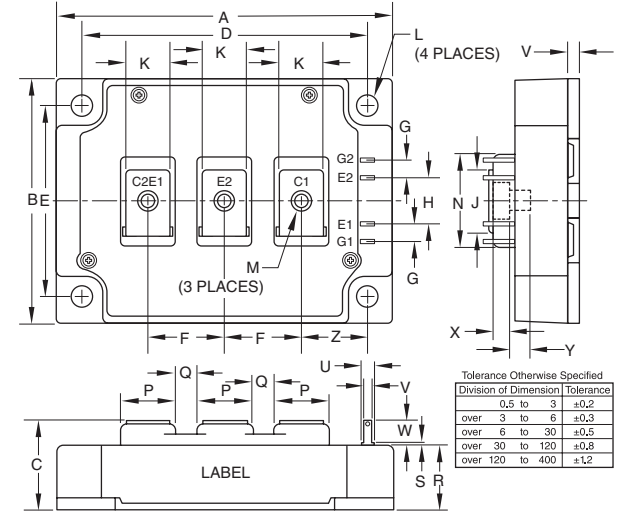 A
D
L
(4 PLACES)
K K K
V
G2
E2
E1
G1
G
H
G
C2E1 E2 C1
B E
N J
M
(3 PLACES)
X Y
F F Z
Q Q
P P P
U
V
W
C
LABEL
S R
Tolerance Otherwise Specified
Division of Dimension Tolerance
0.5 to 3 ±0.2
over 3 to 6 ±0.3
over 6 to 30 ±0.5
over 30 to 120 ±0.8
over 120 to 400 ±1.2